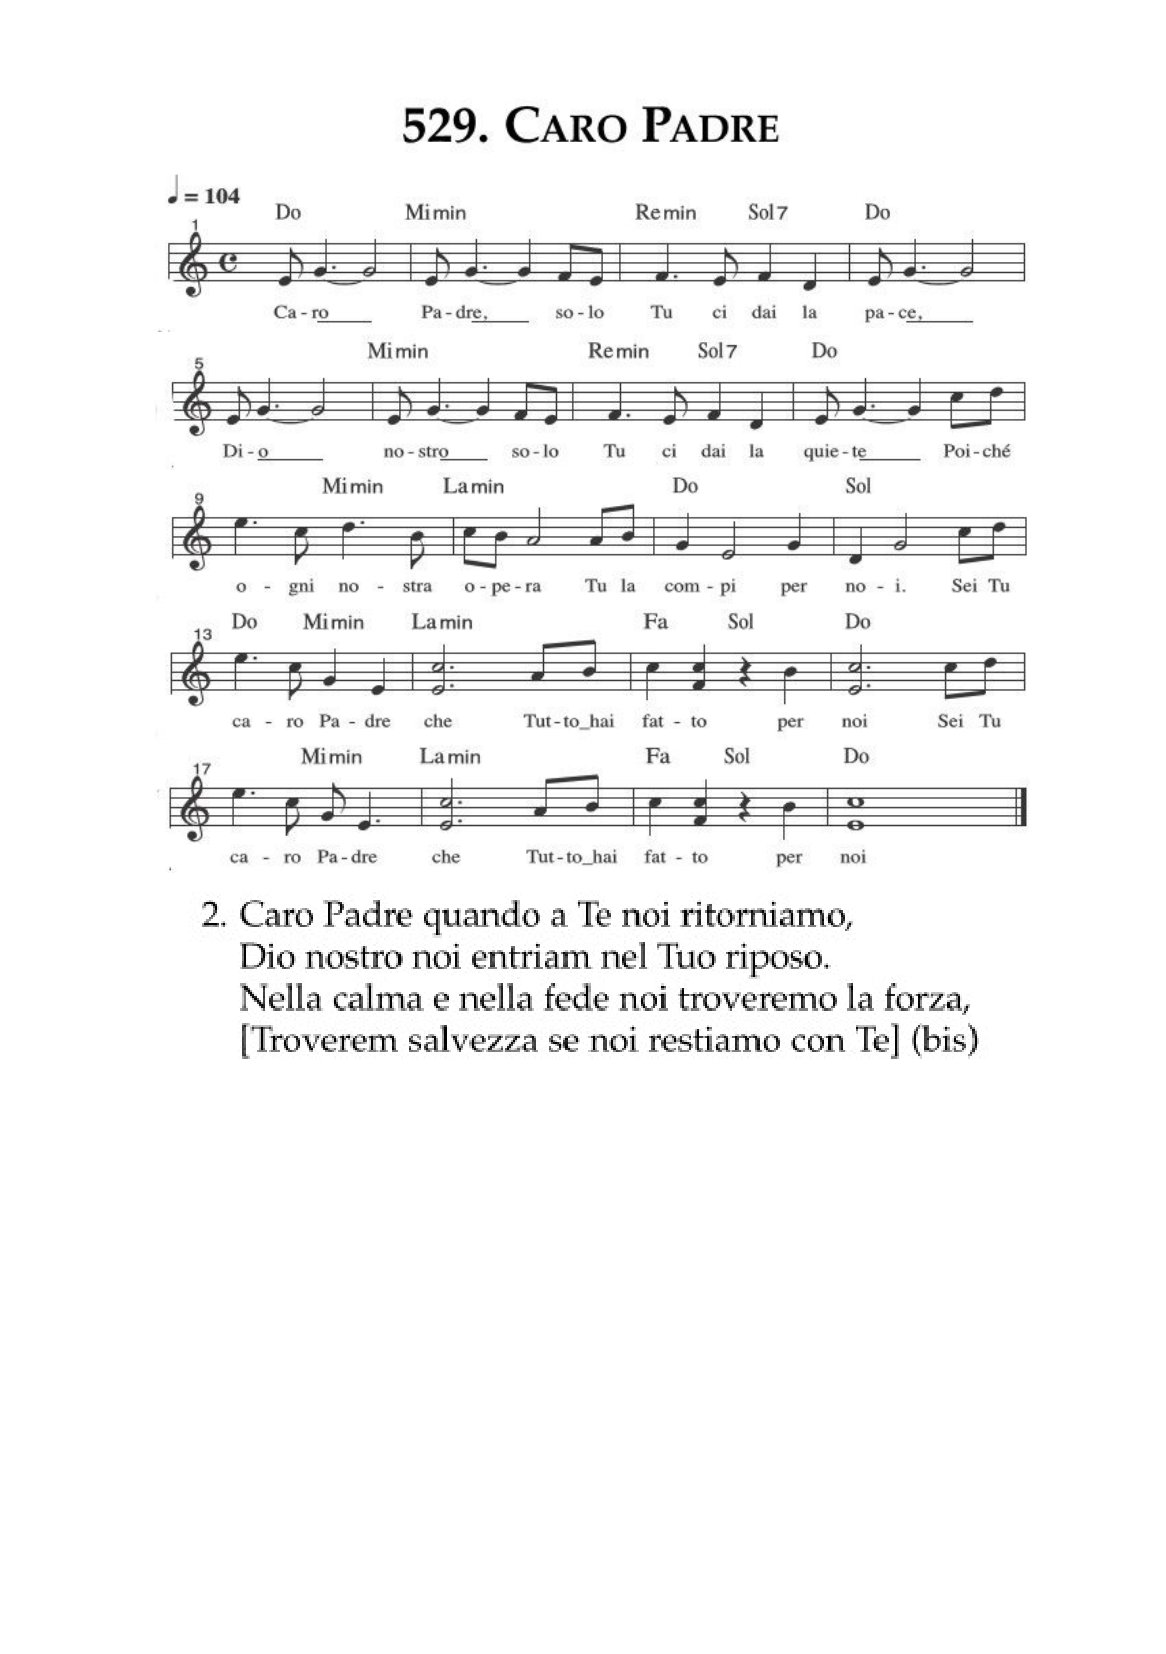 529. CARO PADRE
♩ = 104
Do Mimin Remin Sol7 Do
1
Ca - ro Pa - dre, so - lo Tu ci dai la pa - ce,
Mimin Remin Sol7 Do
5
Di - o no - stro so - lo Tu ci dai la quie - te Poi - ché
Mimin Lamin Do Sol
9
o - gni no - stra o - pe - ra Tu la com - pi per no - i. Sei Tu
Do Mimin Lamin Fa Sol Do
13
ca - ro Pa - dre che Tut - to_hai fat - to per noi Sei Tu
Mimin Lamin Fa Sol Do
17
ca - ro Pa - dre che Tut - to_hai fat - to per noi
2. Caro Padre quando a Te noi ritorniamo,
Dio nostro noi entriam nel Tuo riposo.
Nella calma e nella fede noi troveremo la forza,
[Troverem salvezza se noi restiamo con Te] (bis)